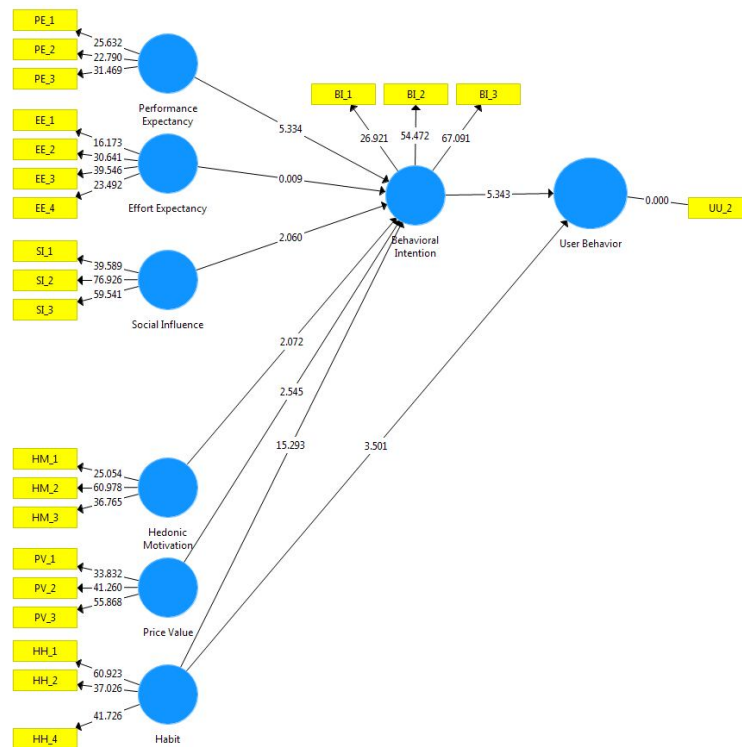 PE_1
25.632
PE_2
22.790
PE_3
31.469
Performance
Expectancy
5.334
BI_1
BI_2
BI_3
26.921
54.472
67.091
EE_1
16.173
EE_2
30.641
EE_3
39.546
EE_4
23.492
Effort Expectancy
0.009
Behavioral
Intention
5.343
User Behavior
0.000
UU_2
SI_1
39.589
SI_2
76.926
SI_3
59.541
Social Influence
2.060
2.072
2.545
15.293
3.501
HM_1
25.054
HM_2
60.978
HM_3
36.765
Hedonic
Motivation
PV_1
33.832
PV_2
41.260
PV_3
55.868
Price Value
HH_1
60.923
HH_2
37.026
41.726
HH_4
Habit